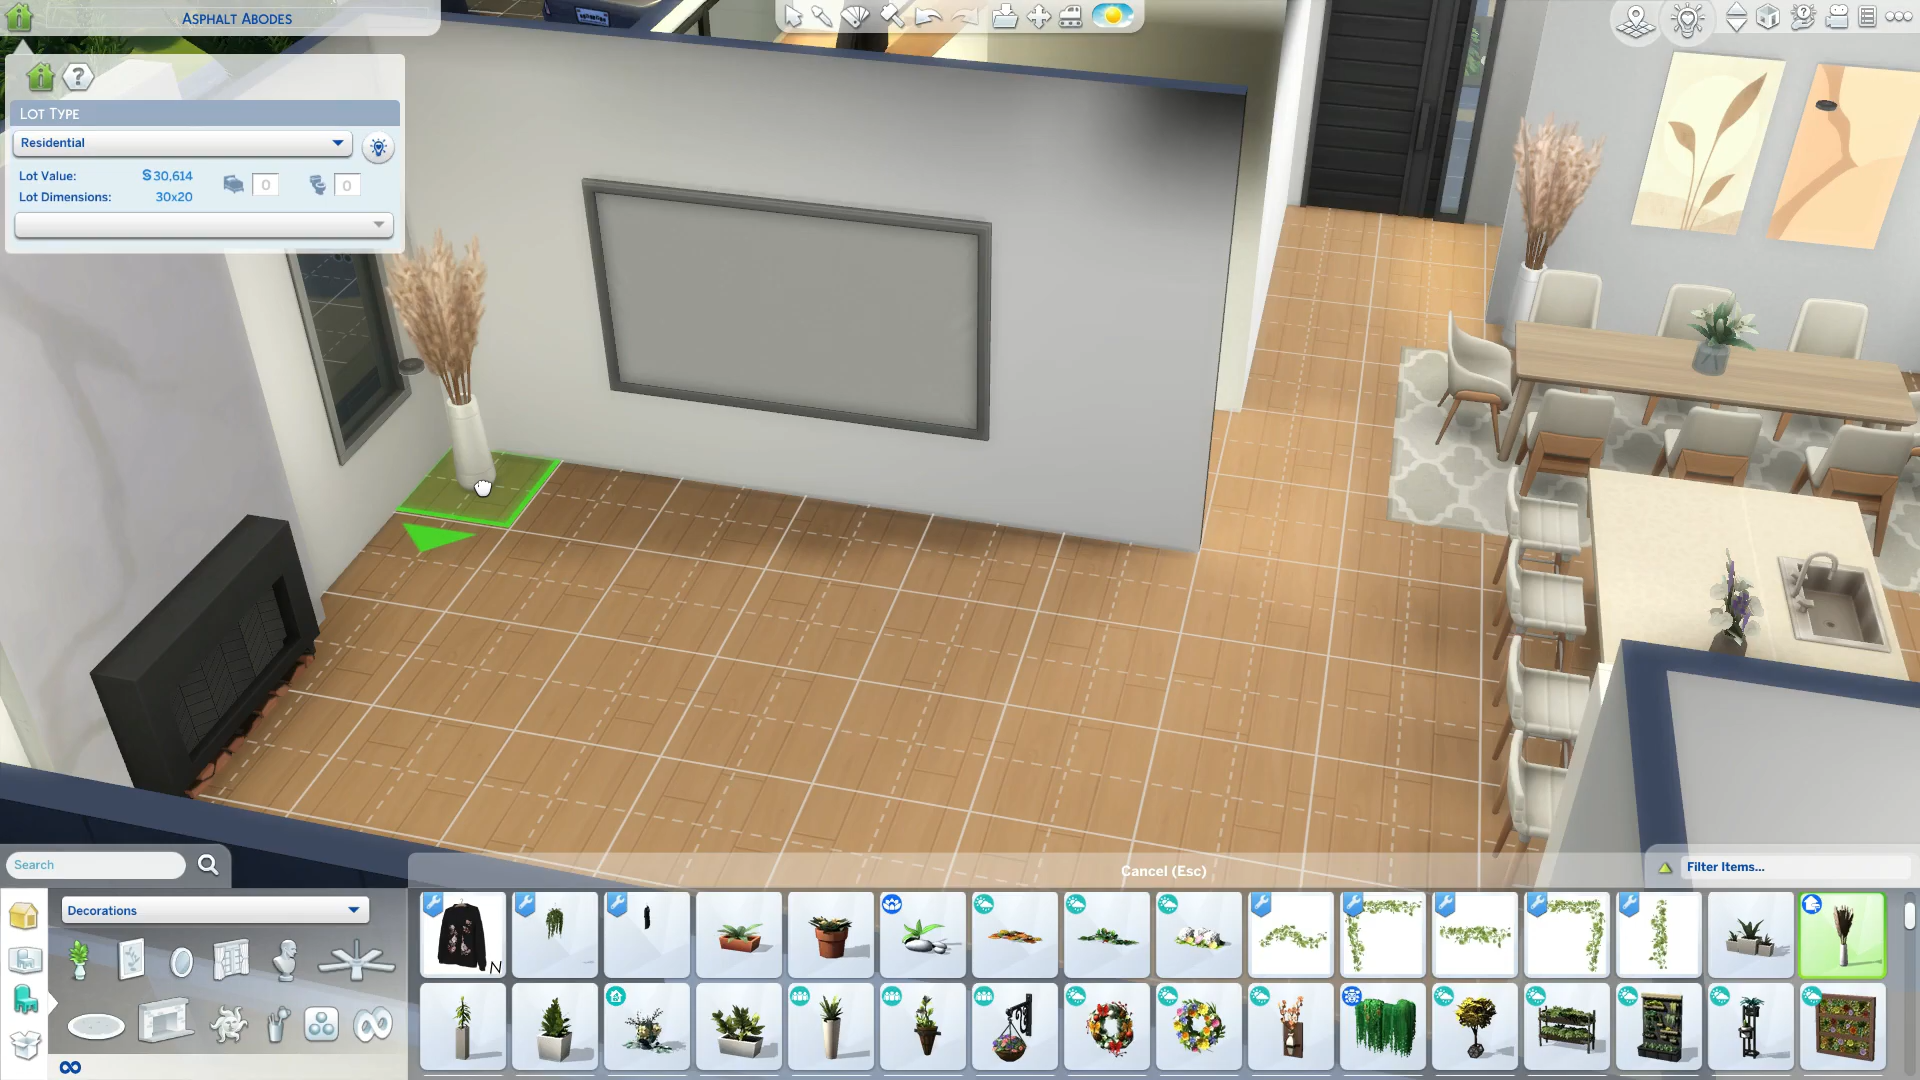 Asphalt Abodes
Lot Type
Residential
Lot Value:
§30,614
0
0
Lot Dimensions:
30x20
Search
Cancel (Esc)
Filter Items...
Decorations
N